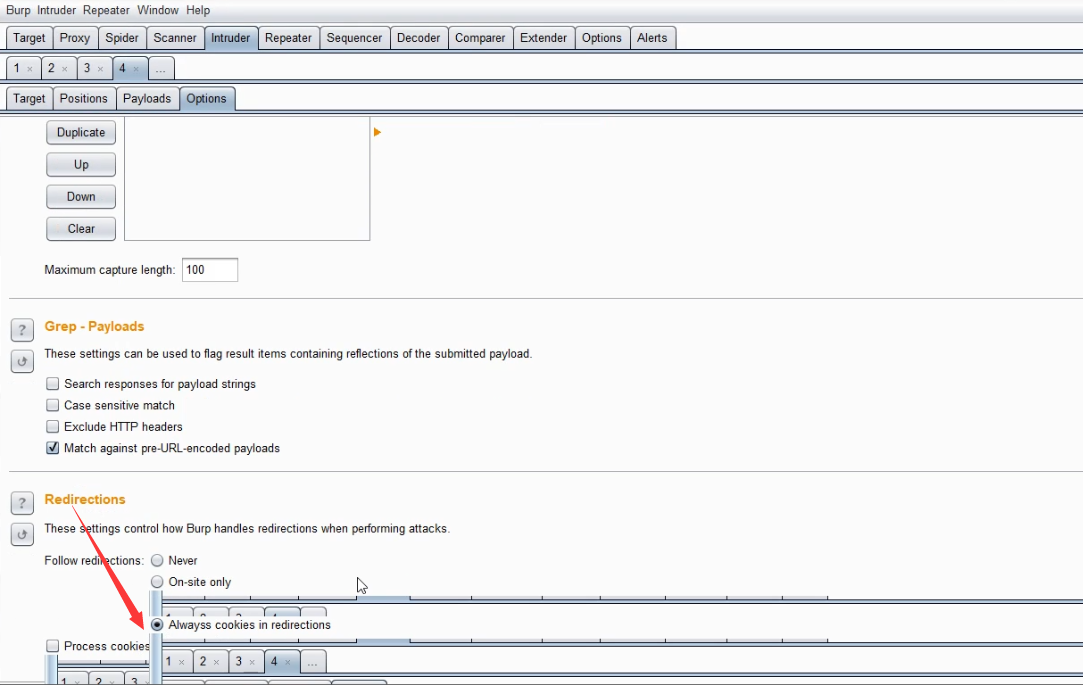 Burp Intruder Repeater Window Help
Target Proxy Spider Scanner Intruder Repeater Sequencer Decoder Comparer Extender Options Alerts
1 × 2 × 3 × 4 × ...
Target Positions Payloads Options
Duplicate
Up
Down
Clear
Maximum capture length: 100
? Grep - Payloads
These settings can be used to flag result items containing reflections of the submitted payload.
Search responses for payload strings
Case sensitive match
Exclude HTTP headers
Match against pre-URL-encoded payloads
? Redirections
These settings control how Burp handles redirections when performing attacks.
Follow redirections: Never
On-site only
Alwayss cookies in redirections
Process cookies
1 × 2 × 3 × 4 × ...
1 2 3